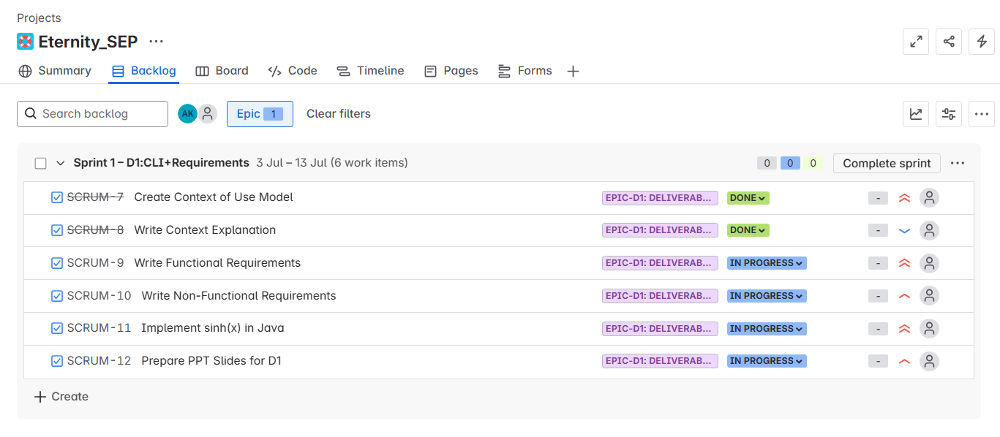 Projects
Eternity_SEP ...
Summary Backlog Board Code Timeline Pages Forms
Search backlog AK Epic 1 Clear filters
Sprint 1 – D1:CLI+Requirements 3 Jul – 13 Jul (6 work items) 0 0 0 Complete sprint
SCRUM-7 Create Context of Use Model EPIC-D1: DELIVERAB... DONE -
SCRUM-8 Write Context Explanation EPIC-D1: DELIVERAB... DONE -
SCRUM-9 Write Functional Requirements EPIC-D1: DELIVERAB... IN PROGRESS -
SCRUM-10 Write Non-Functional Requirements EPIC-D1: DELIVERAB... IN PROGRESS -
SCRUM-11 Implement sinh(x) in Java EPIC-D1: DELIVERAB... IN PROGRESS -
SCRUM-12 Prepare PPT Slides for D1 EPIC-D1: DELIVERAB... IN PROGRESS -
+ Create